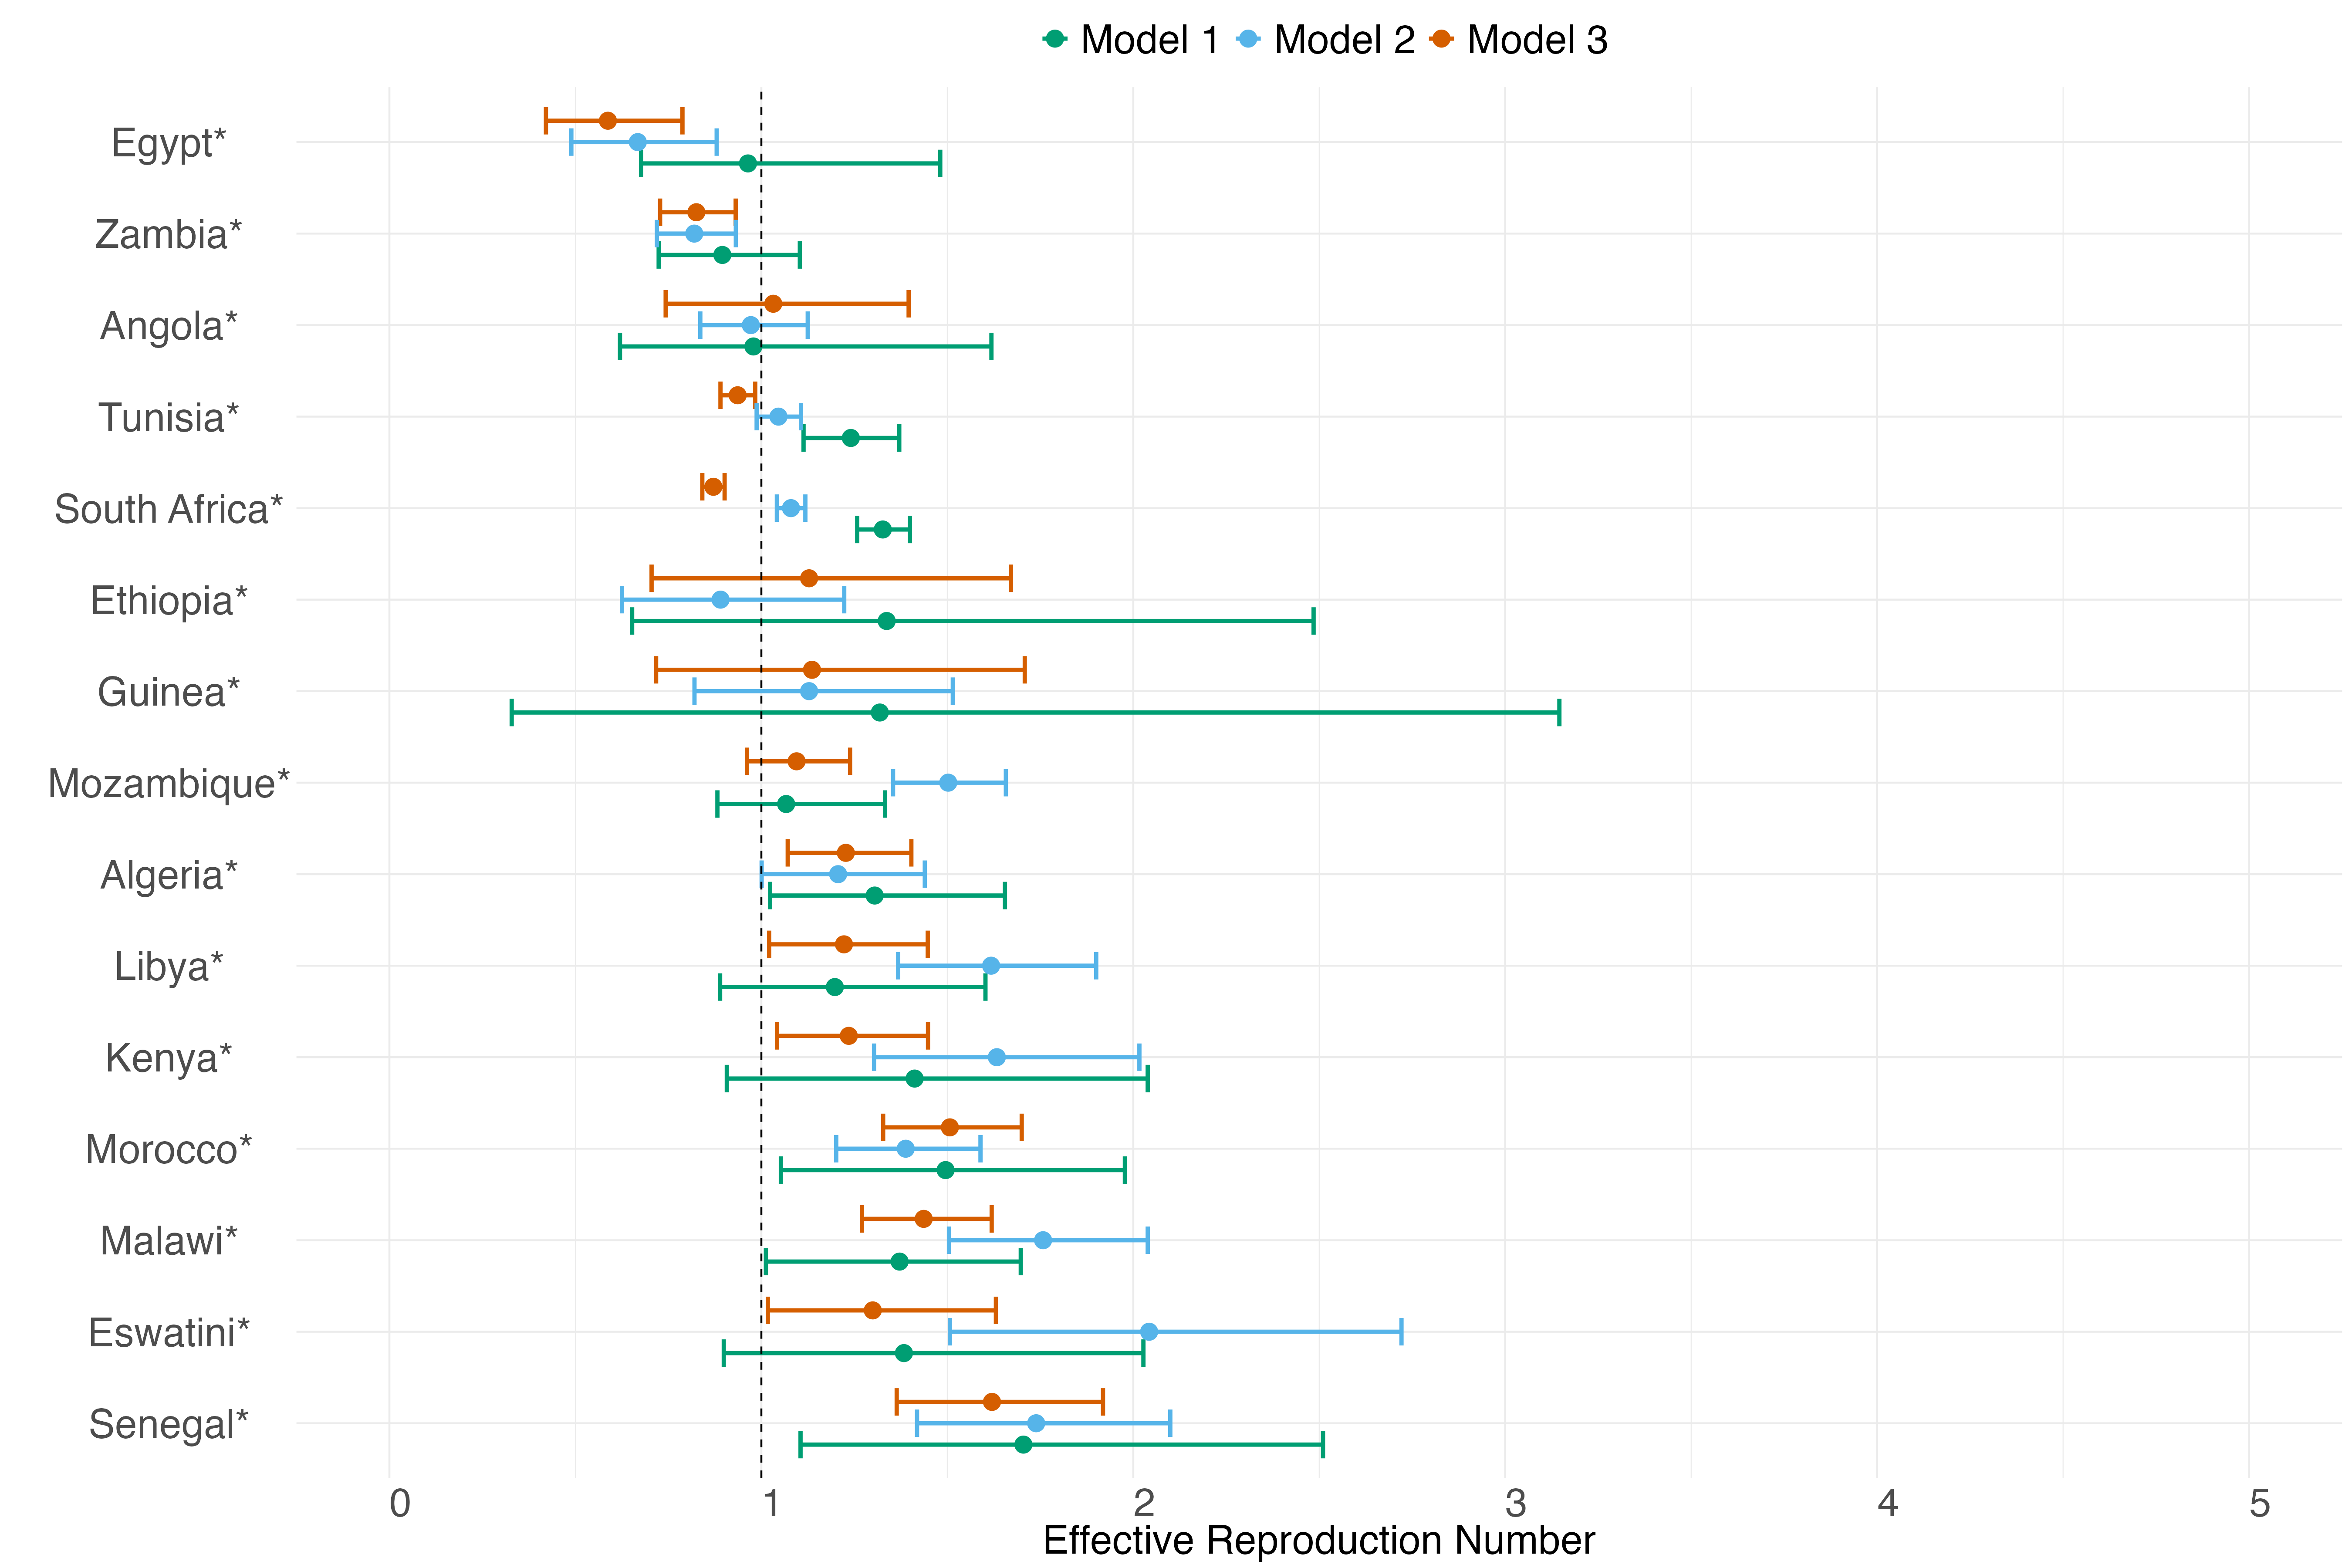 Model 1 Model 2 Model 3
Egypt*
Zambia*
Angola*
Tunisia*
South Africa*
Ethiopia*
Guinea*
Mozambique*
Algeria*
Libya*
Kenya*
Morocco*
Malawi*
Eswatini*
Senegal*
0 1 2 3 4 5
Effective Reproduction Number